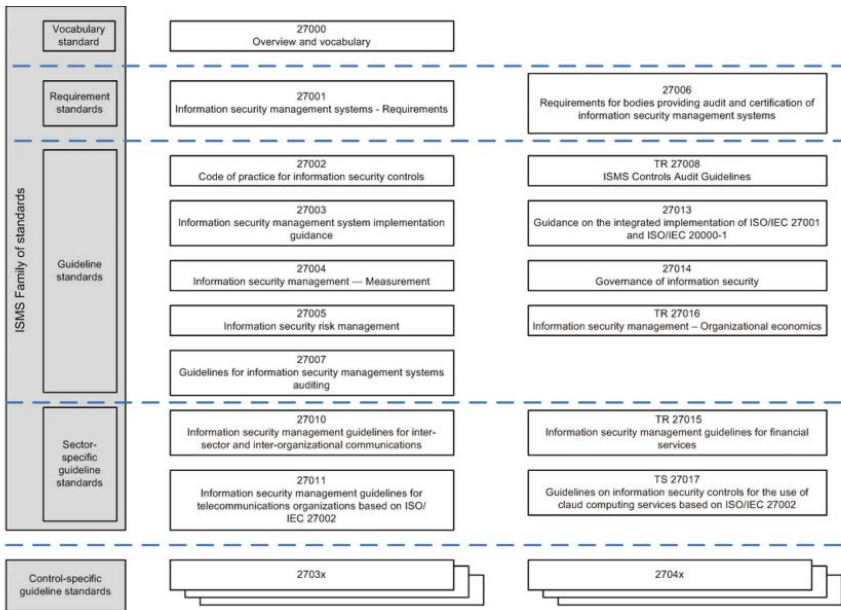 ISMS Family of standards
Vocabulary
standard
27000
Overview and vocabulary
Requirement
standards
27001
Information security management systems - Requirements
27006
Requirements for bodies providing audit and certification of
information security management systems
Guideline
standards
27002
Code of practice for information security controls
TR 27008
ISMS Controls Audit Guidelines
27003
Information security management system implementation
guidance
27013
Guidance on the integrated implementation of ISO/IEC 27001
and ISO/IEC 20000-1
27004
Information security management — Measurement
27014
Governance of information security
27005
Information security risk management
TR 27016
Information security management – Organizational economics
27007
Guidelines for information security management systems
auditing
Sector-
specific
guideline
standards
27010
Information security management guidelines for inter-
sector and inter-organizational communications
TR 27015
Information security management guidelines for financial
services
27011
Information security management guidelines for
telecommunications organizations based on ISO/
IEC 27002
TS 27017
Guidelines on information security controls for the use of
claud computing services based on ISO/IEC 27002
Control-specific
guideline standards
2703x
2704x